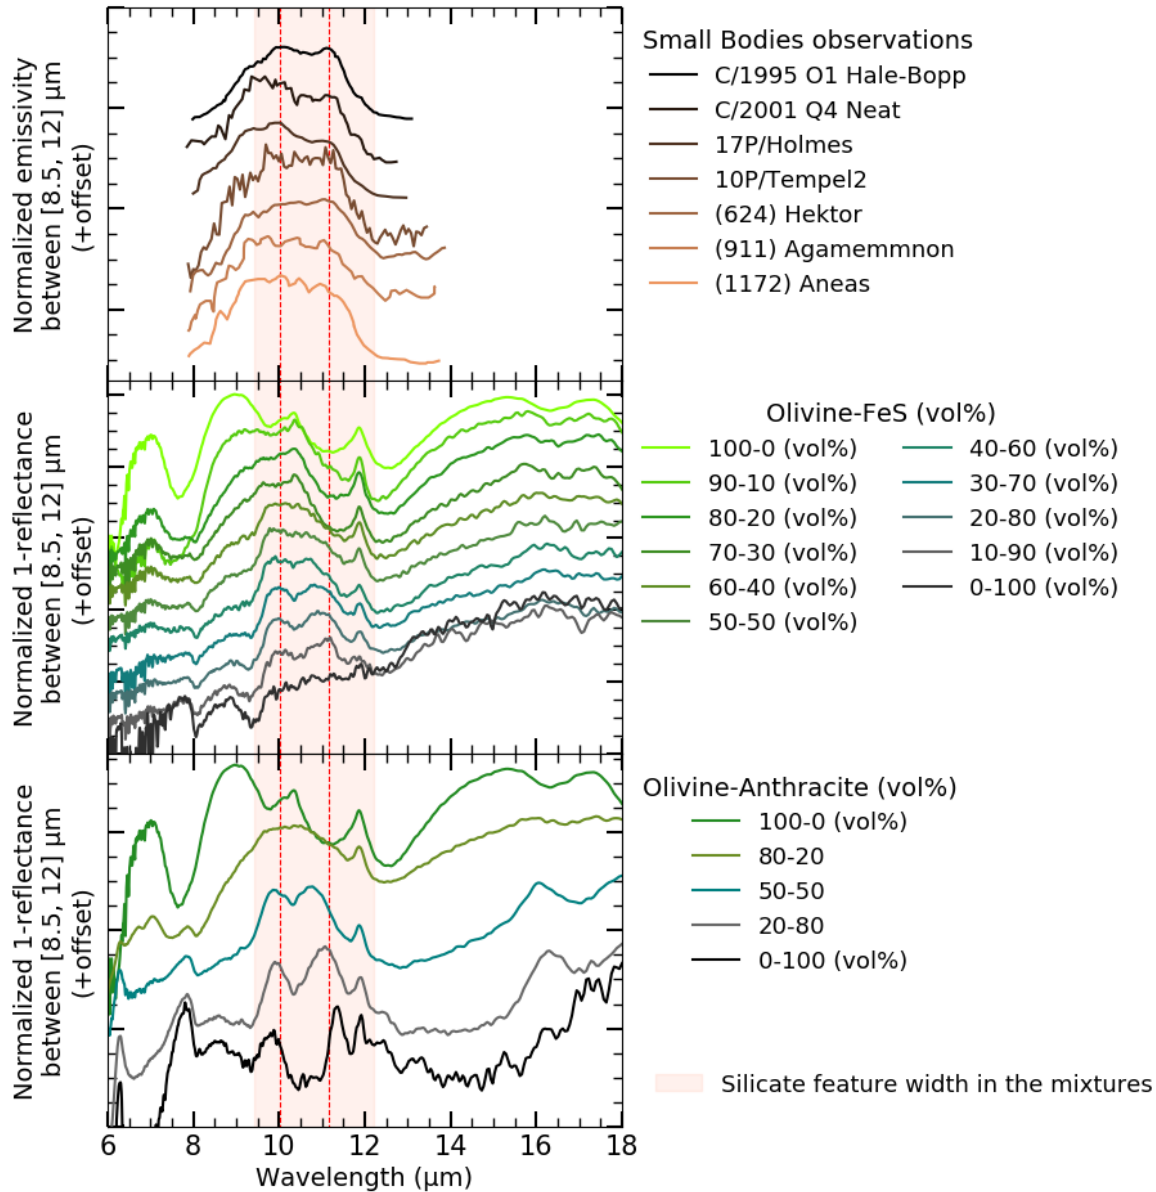 Normalized emissivity
between [8.5, 12] μm
(+offset)
Small Bodies observations
C/1995 O1 Hale-Bopp
C/2001 Q4 Neat
17P/Holmes
10P/Tempel2
(624) Hektor
(911) Agamemmnon
(1172) Aneas
Normalized 1-reflectance
between [8.5, 12] μm
(+offset)
Olivine-FeS (vol%)
100-0 (vol%)
90-10 (vol%)
80-20 (vol%)
70-30 (vol%)
60-40 (vol%)
50-50 (vol%)
40-60 (vol%)
30-70 (vol%)
20-80 (vol%)
10-90 (vol%)
0-100 (vol%)
Normalized 1-reflectance
between [8.5, 12] μm
(+offset)
Olivine-Anthracite (vol%)
100-0 (vol%)
80-20
50-50
20-80
0-100 (vol%)
Silicate feature width in the mixtures
6 8 10 12 14 16 18
Wavelength (μm)